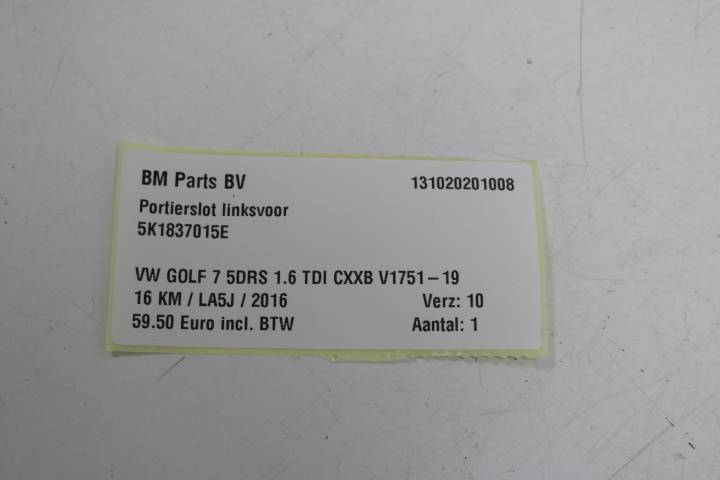 BM Parts BV 131020201008
Portierslot linksvoor
5K1837015E
VW GOLF 7 5DRS 1.6 TDI CXXB V1751-19
16 KM / LA5J / 2016 Verz: 10
59.50 Euro incl. BTW Aantal: 1